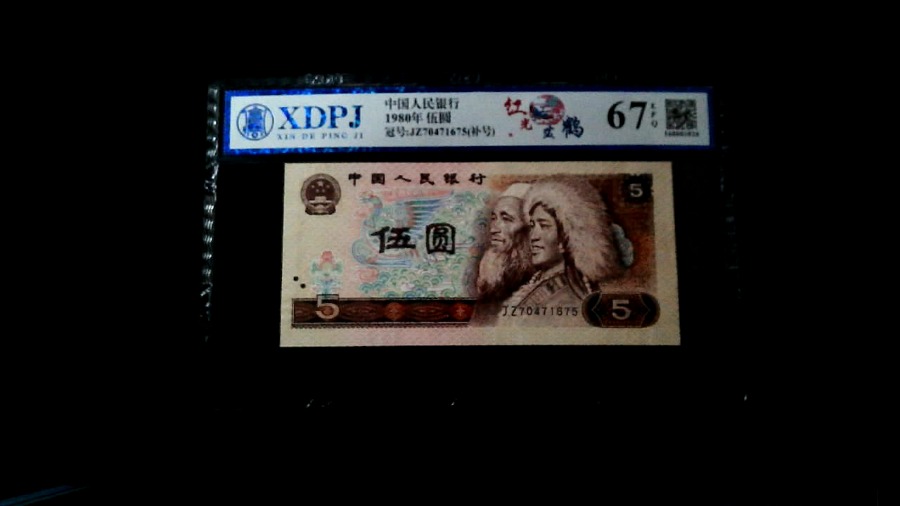 XDPJ
XIN DE PING JI
中国人民银行
1980年 伍圆
冠号:JZ70471675(补号)
红光蓝鹤
67
EPQ
中国人民银行
5
伍圆
5
JZ70471675
5